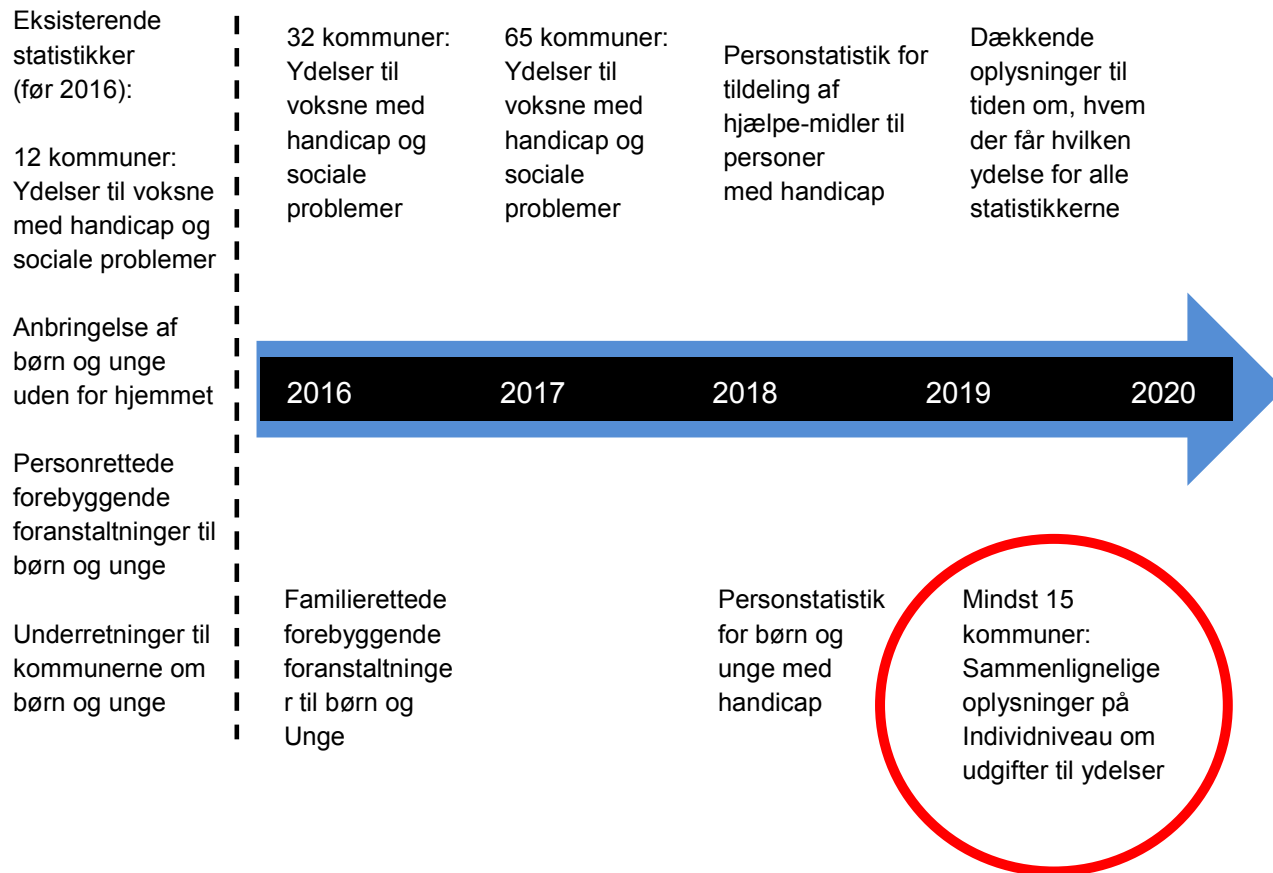 Eksisterende
statistikker
(før 2016):
12 kommuner:
Ydelser til voksne
med handicap og
sociale problemer
Anbringelse af
børn og unge
uden for hjemmet
Personrettede
forebyggende
foranstaltninger til
børn og unge
Underretninger til
kommunerne om
børn og unge
32 kommuner:
Ydelser til
voksne med
handicap og
sociale
problemer
65 kommuner:
Ydelser til
voksne med
handicap og
sociale
problemer
Personstatistik for
tildeling af
hjælpe-midler til
personer
med handicap
Dækkende
oplysninger til
tiden om, hvem
der får hvilken
ydelse for alle
statistikkerne
2016 2017 2018 2019 2020
Familierettede
forebyggende
foranstaltninge
r til børn og
Unge
Personstatistik
for børn og
unge med
handicap
Mindst 15
kommuner:
Sammenlignelige
oplysninger på
Individniveau om
udgifter til ydelser